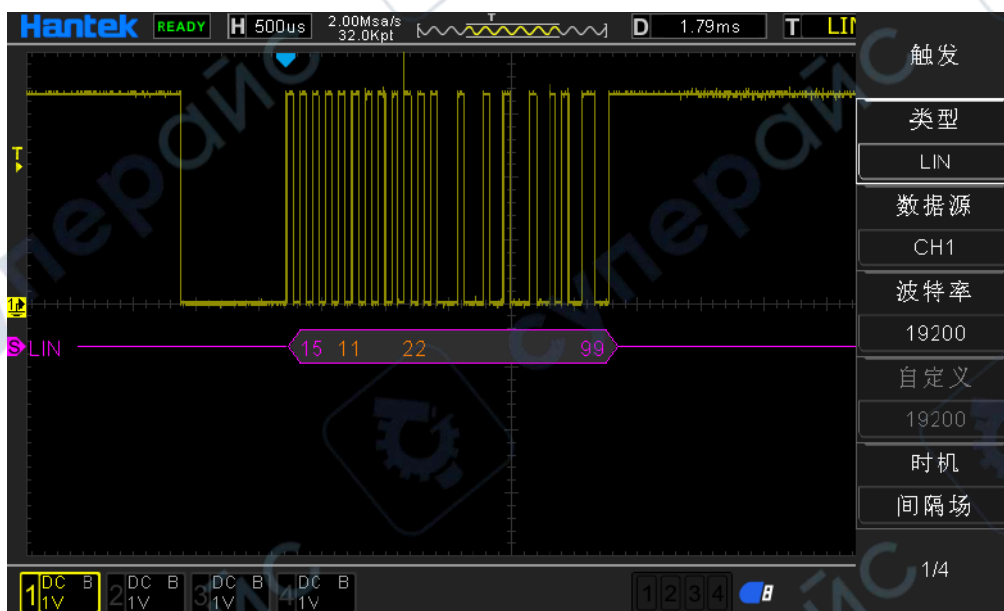 Hantek READY H 500us 2.00Msa/s D 1.79ms T LIN
32.0Kpt
T
触发
类型
LIN
数据源
CH1
波特率
19200
自定义
19200
时机
间隔场
1/4
T
1
S LIN 15 11 22 99
1 DC B 2 DC B 3 DC B 4 DC B 1 2 3 4
1V 1V 1V 1V
суперайс